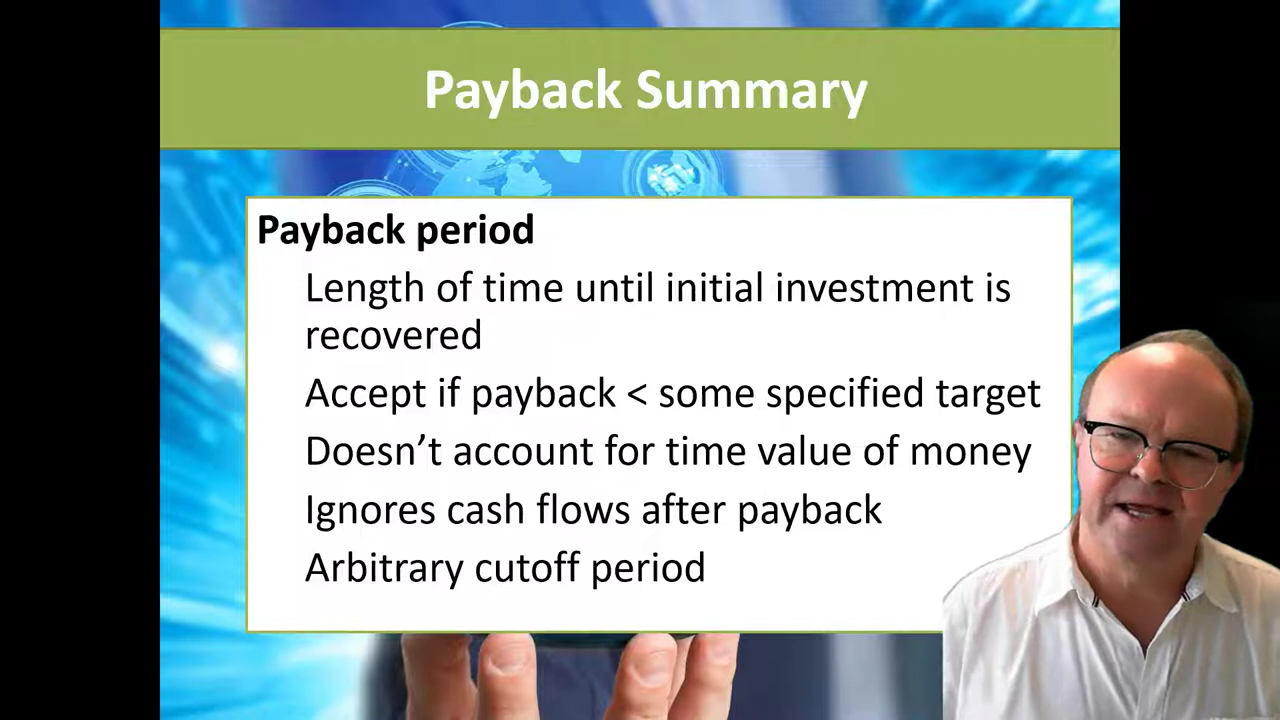 Payback Summary
Payback period
Length of time until initial investment is
recovered
Accept if payback < some specified target
Doesn’t account for time value of money
Ignores cash flows after payback
Arbitrary cutoff period